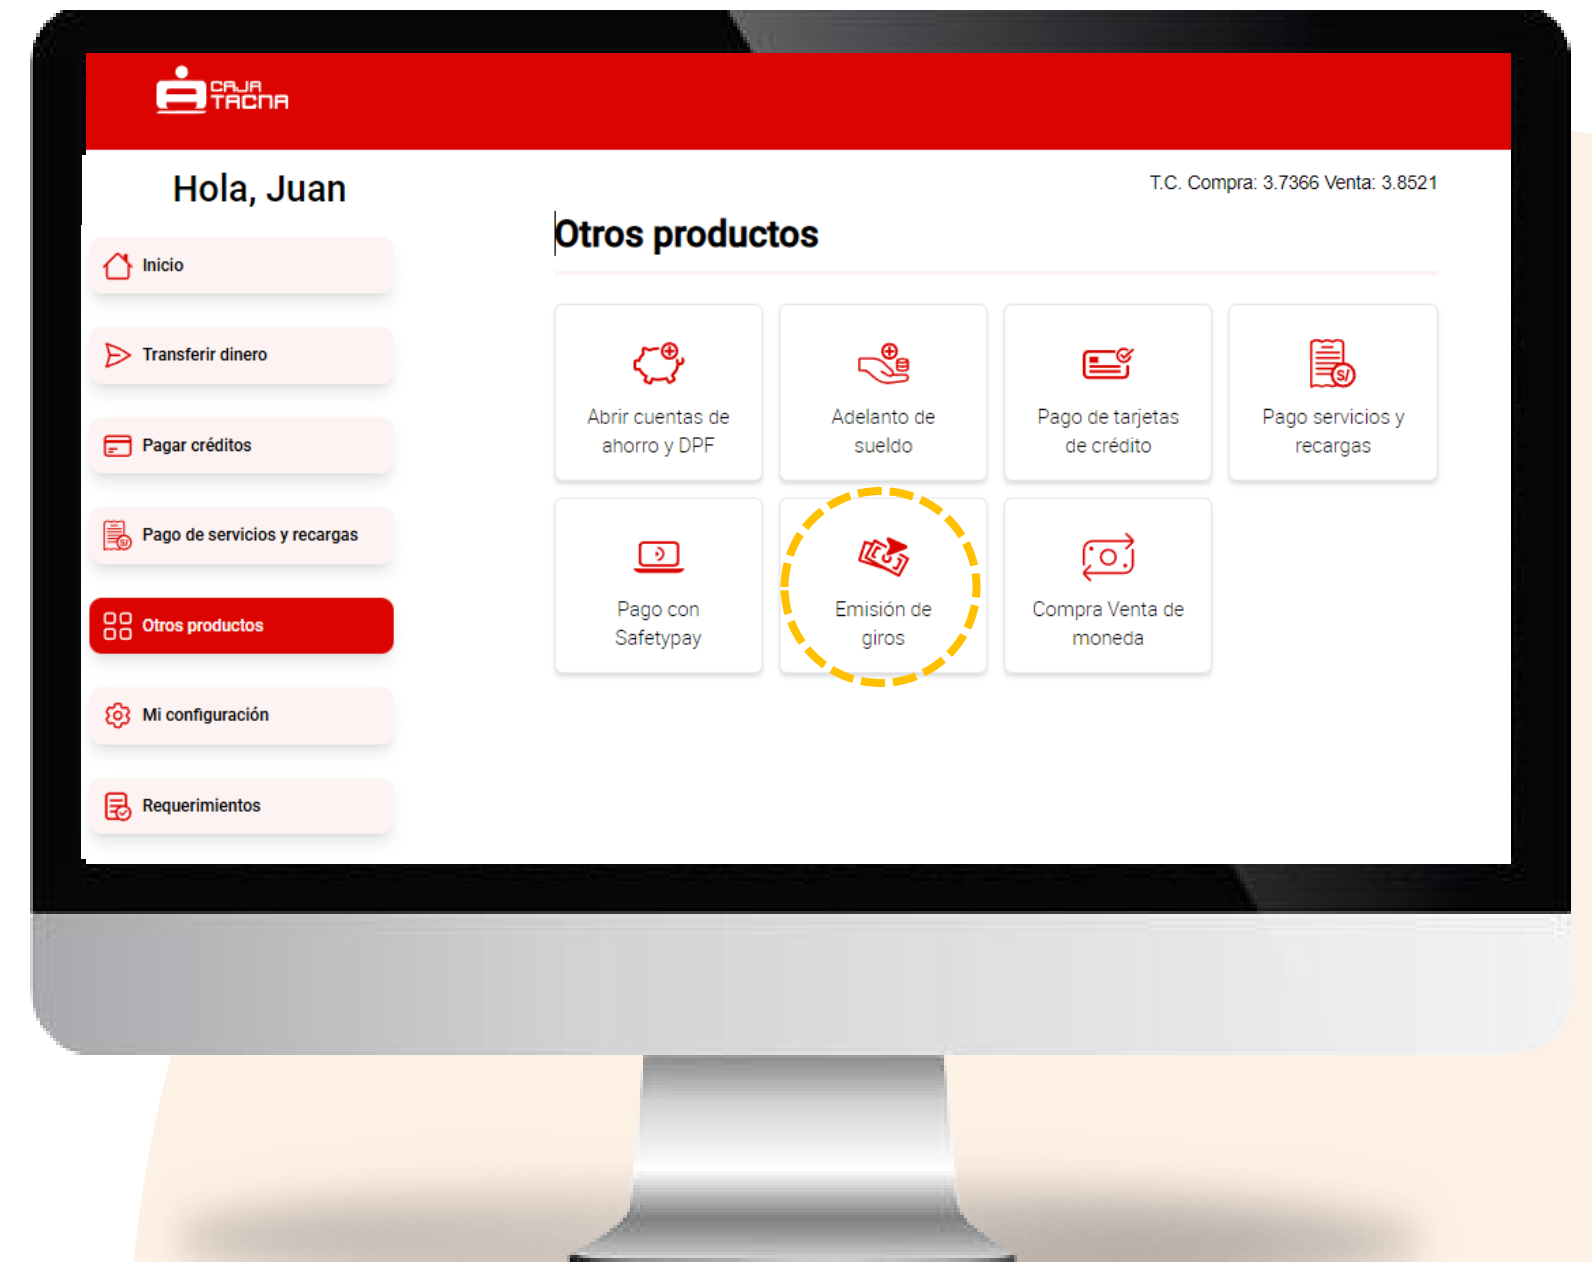 CAJA
TACNA
Hola, Juan
T.C. Compra: 3.7366 Venta: 3.8521
Otros productos
Inicio
Transferir dinero
Pagar créditos
Pago de servicios y recargas
Otros productos
Mi configuración
Requerimientos
Abrir cuentas de
ahorro y DPF
Adelanto de
sueldo
Pago de tarjetas
de crédito
S/
Pago servicios y
recargas
Pago con
Safetypay
Emisión de
giros
Compra Venta de
moneda